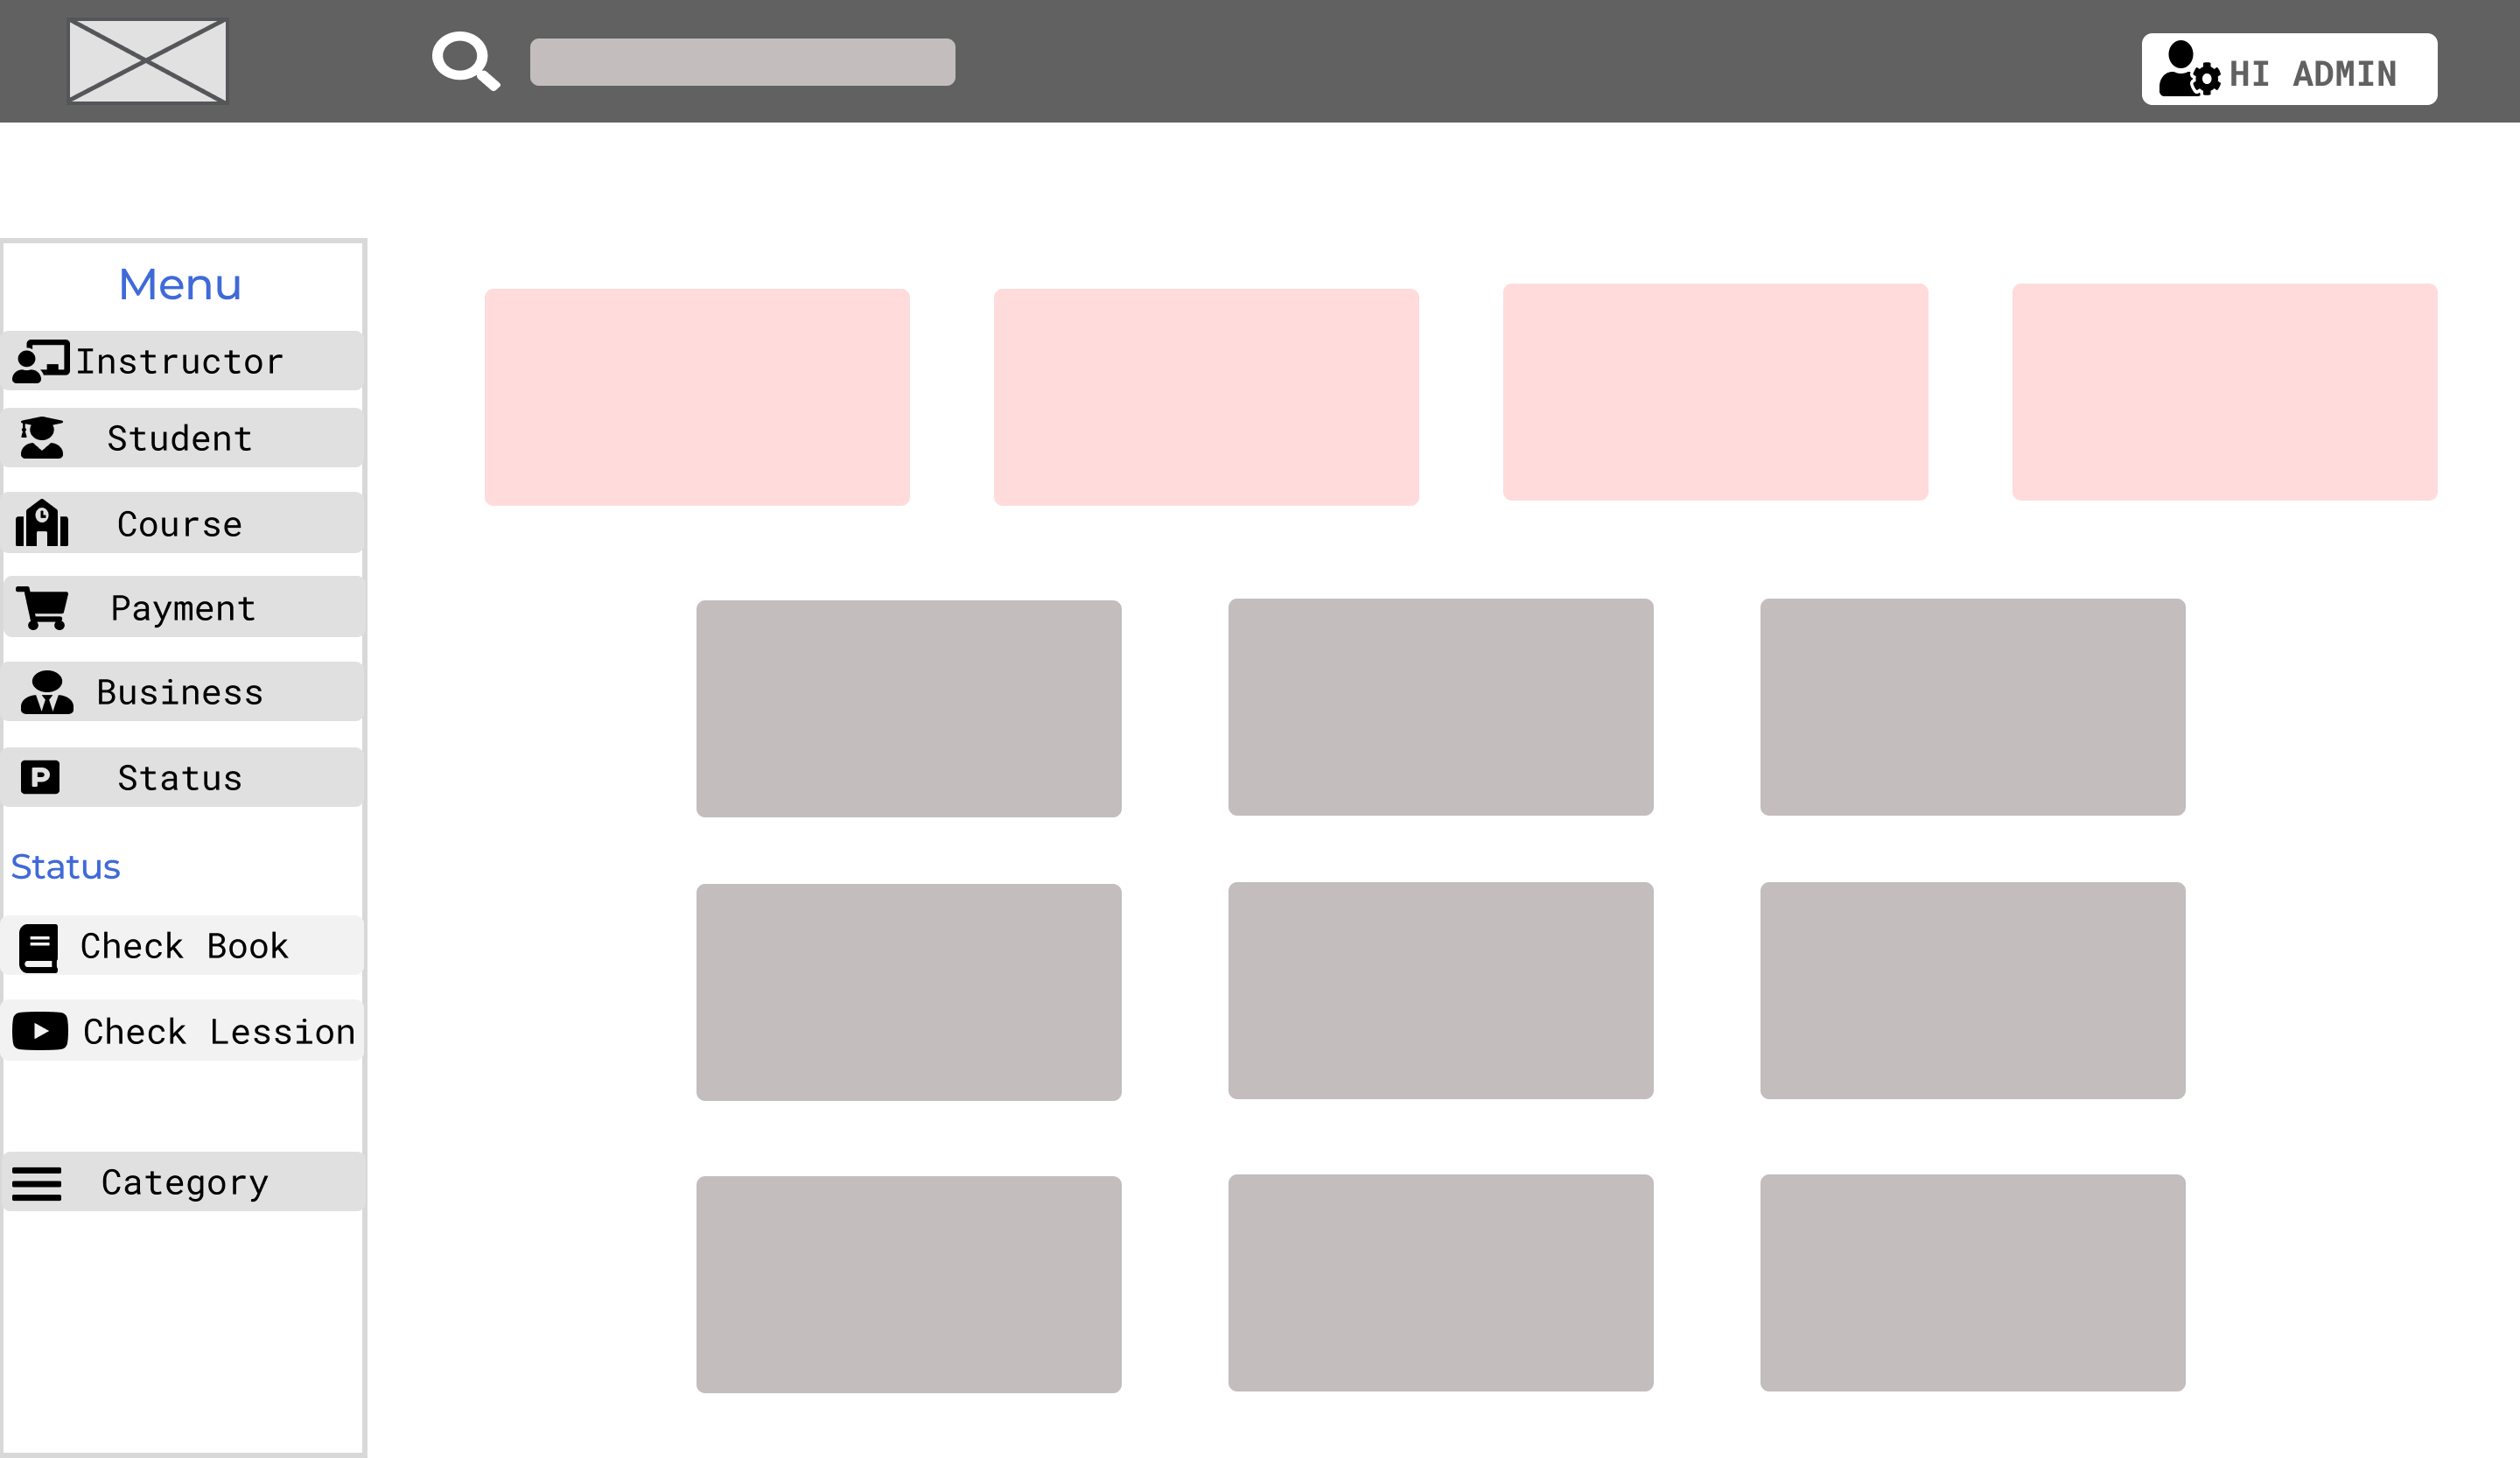 HI ADMIN
Menu
Instructor
Student
Course
Payment
Business
Status
Status
Check Book
Check Lession
Category